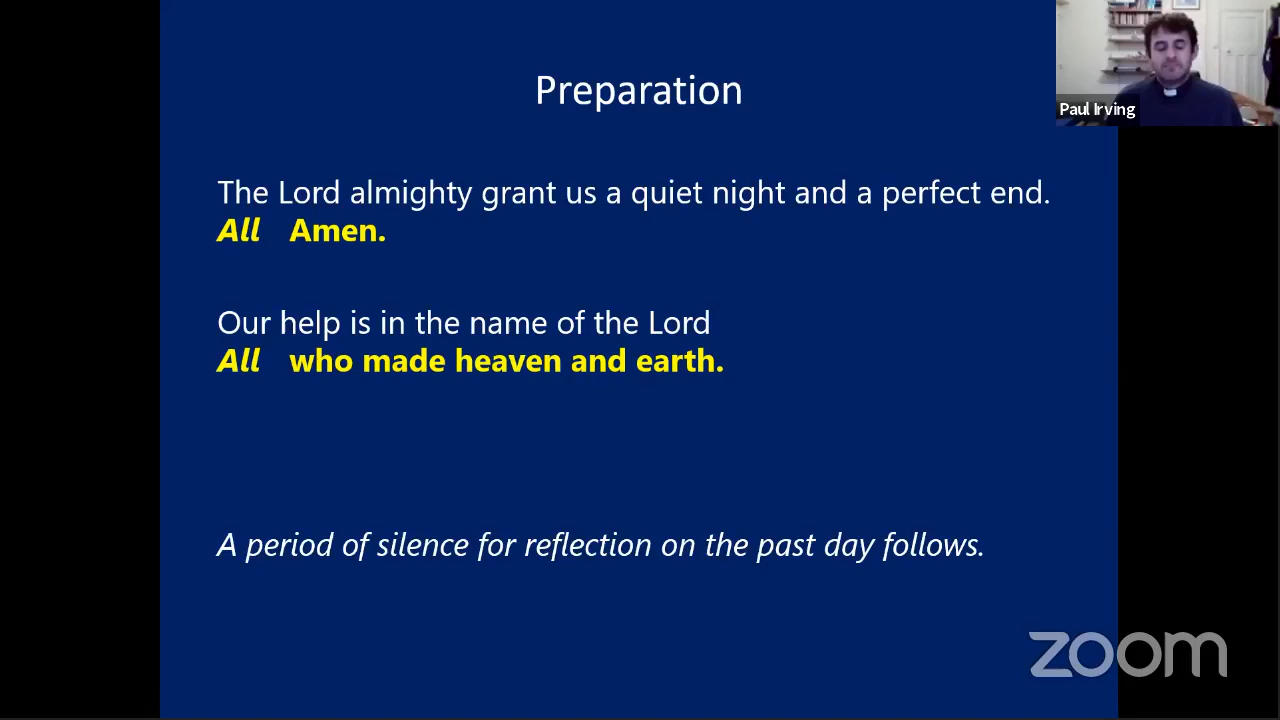 Preparation
Paul Irving
The Lord almighty grant us a quiet night and a perfect end.
All Amen.
Our help is in the name of the Lord
All who made heaven and earth.
A period of silence for reflection on the past day follows.
zoom